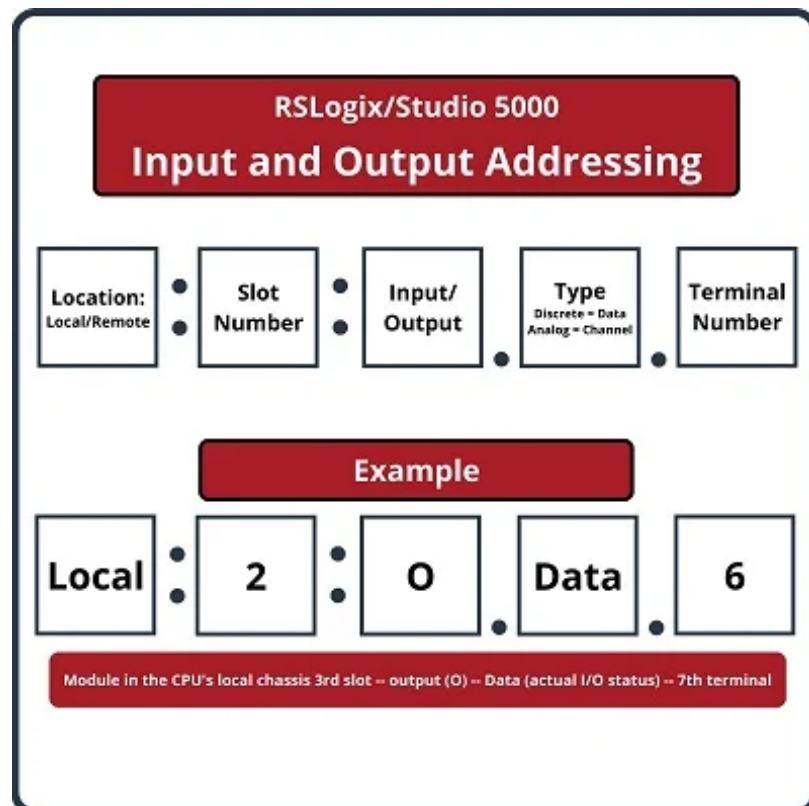 RSLogix/Studio 5000
Input and Output Addressing
Location:
Local/Remote
:
Slot
Number
:
Input/
Output
.
Type
Discrete = Data
Analog = Channel
.
Terminal
Number
Example
Local
:
2
:
O
.
Data
.
6
Module in the CPU's local chassis 3rd slot -- output (O) -- Data (actual I/O status) -- 7th terminal